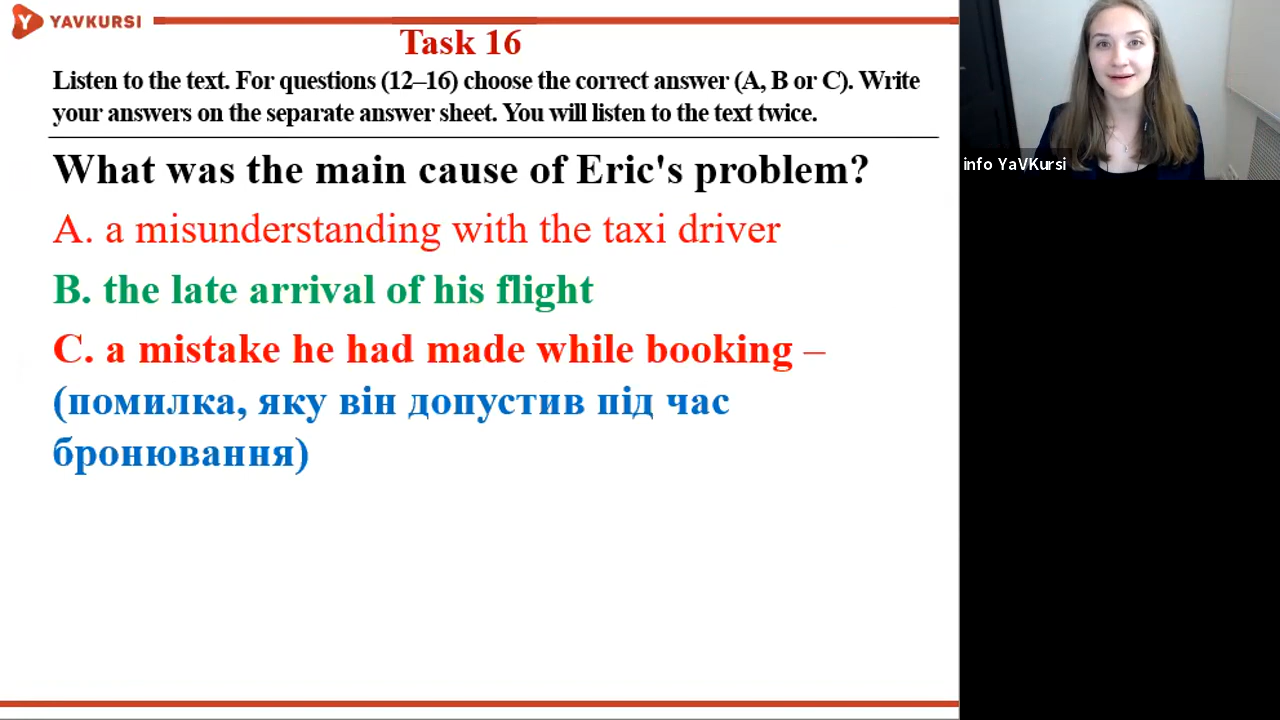 YAVKURSI
Task 16
Listen to the text. For questions (12–16) choose the correct answer (A, B or C). Write
your answers on the separate answer sheet. You will listen to the text twice.
What was the main cause of Eric's problem?
A. a misunderstanding with the taxi driver
B. the late arrival of his flight
C. a mistake he had made while booking –
(помилка, яку він допустив під час
бронювання)
info YaVKursi